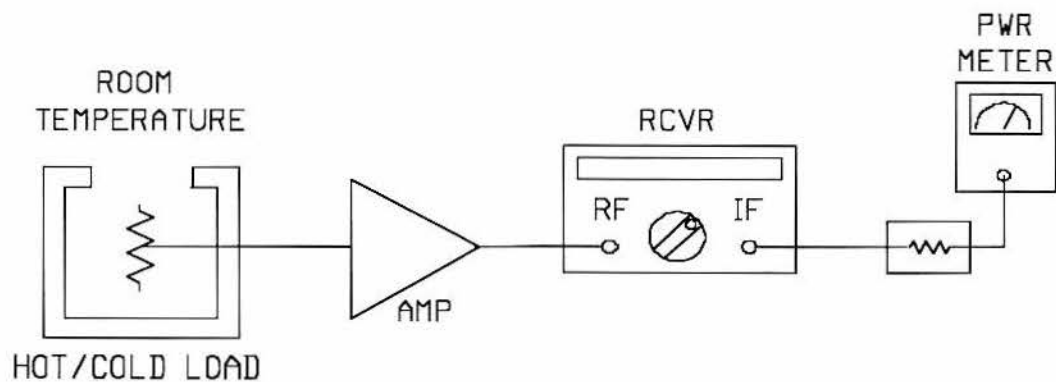 ROOM
TEMPERATURE
HOT/COLD LOAD
AMP
RCVR
RF
IF
PWR
METER